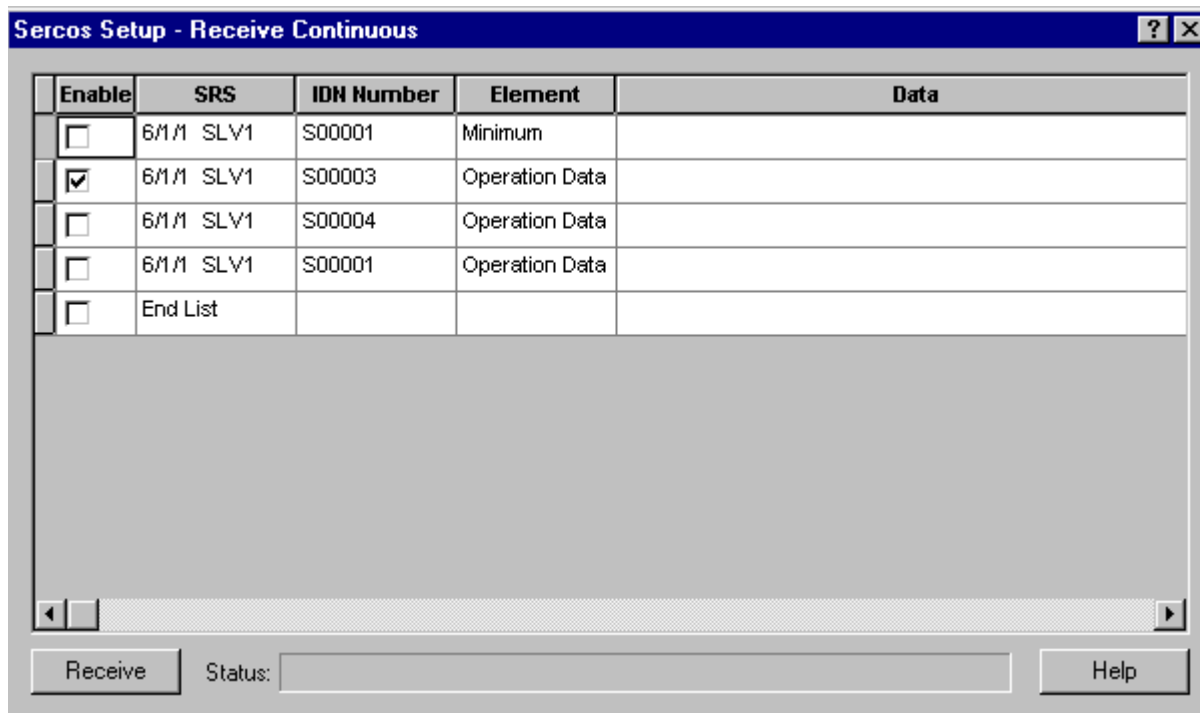 Sercos Setup - Receive Continuous
Enable SRS IDN Number Element Data
6/1/1 SLV1 S00001 Minimum
6/1/1 SLV1 S00003 Operation Data
6/1/1 SLV1 S00004 Operation Data
6/1/1 SLV1 S00001 Operation Data
End List
Receive Status: Help